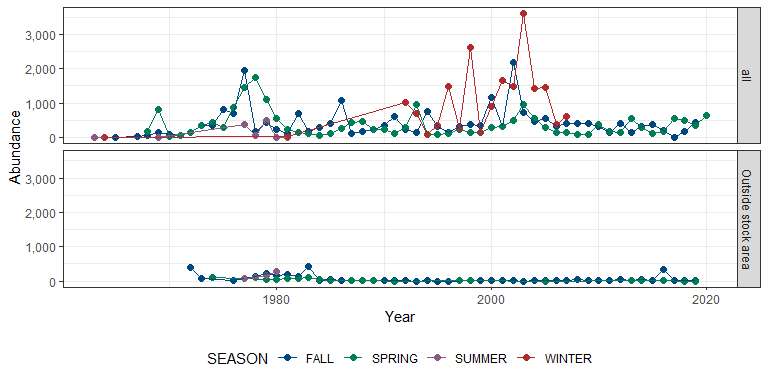 3,000
2,000
1,000
0
all
Abundance
3,000
2,000
1,000
0
Outside stock area
1980
2000
2020
Year
SEASON FALL SPRING SUMMER WINTER